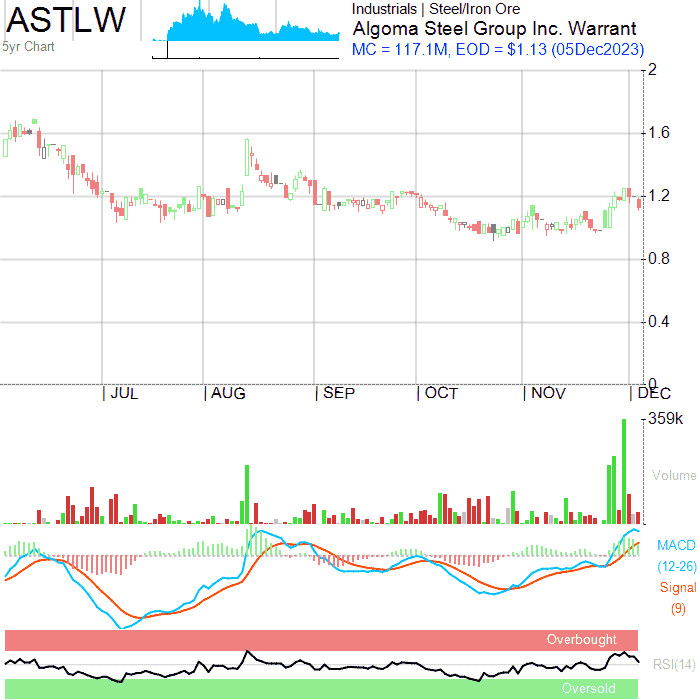 ASTLW
5yr Chart
Industrials | Steel/Iron Ore
Algoma Steel Group Inc. Warrant
MC = 117.1M, EOD = $1.13 (05Dec2023)
2
1.6
1.2
0.8
0.4
0
| JUL | AUG | SEP | OCT | NOV | DEC
359k
Volume
MACD
(12-26)
Signal
(9)
Overbought
RSI(14)
Oversold